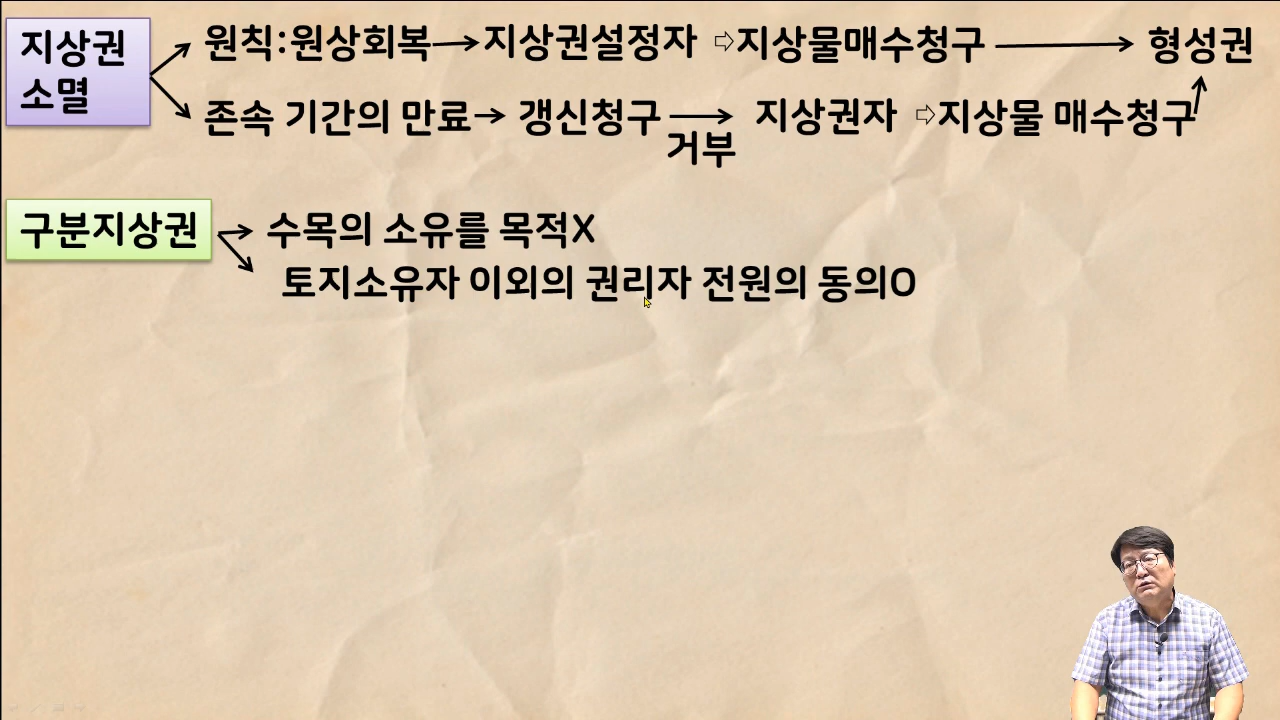 지상권
소멸
원칙:원상회복→지상권설정자 ⇨지상물매수청구 → 형성권
존속 기간의 만료→ 갱신청구 → 지상권자 ⇨지상물 매수청구
거부
구분지상권 → 수목의 소유를 목적X
토지소유자 이외의 권리자 전원의 동의O